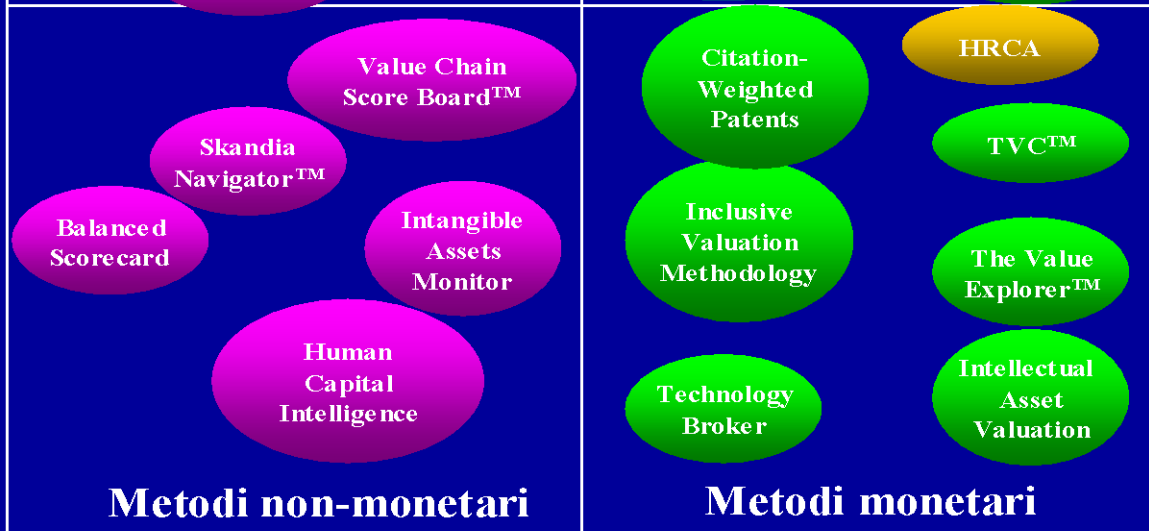 Value Chain
Score Board™
Skandia
Navigator™
Balanced
Scorecard
Intangible
Assets
Monitor
Human
Capital
Intelligence
Metodi non-monetari
Citation-
Weighted
Patents
HRCA
TVC™
Inclusive
Valuation
Methodology
The Value
Explorer™
Technology
Broker
Intellectual
Asset
Valuation
Metodi monetari